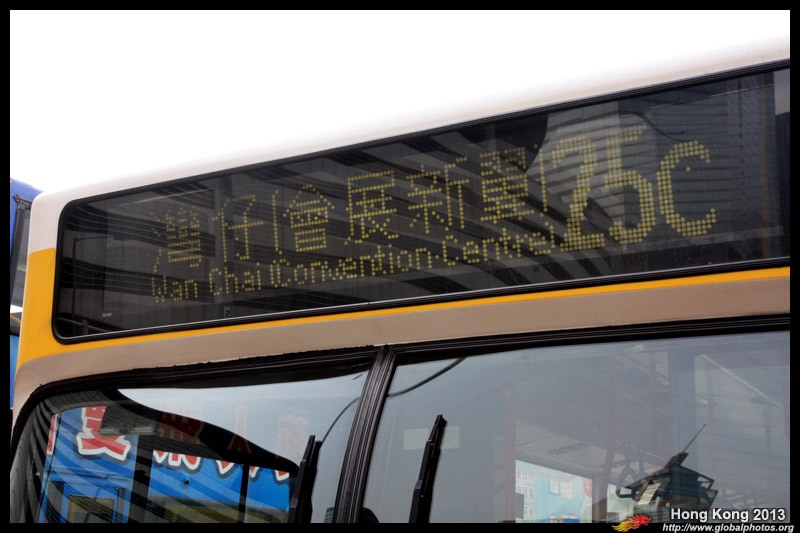 灣仔(會展新翼) 25C
Wan Chai (Convention Centre)
Hong Kong 2013
http://www.globalphotos.org